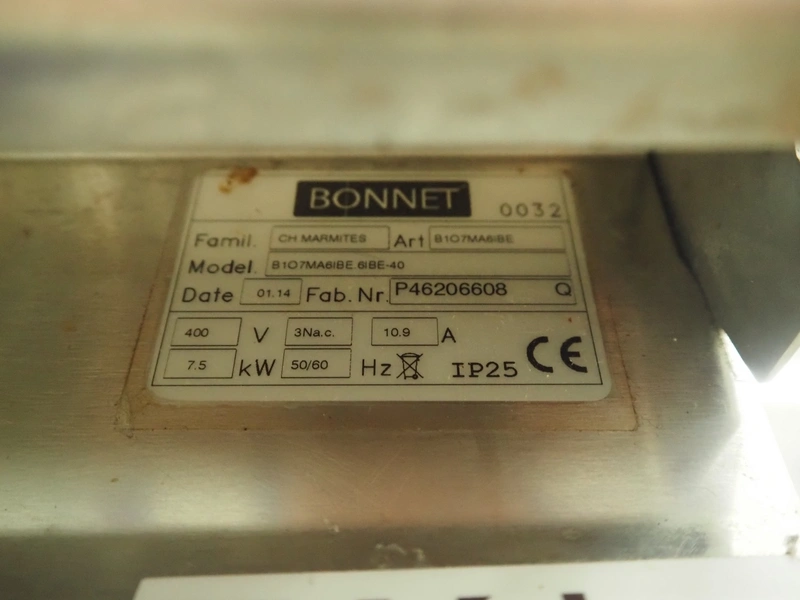 BONNET
0032
Famil. CH MARMITES Art B1O7MA6IBE
Model. B1O7MA6IBE.6IBE-40
Date 01.14 Fab. Nr. P46206608 Q
400 V 3Na.c. 10.9 A
7.5 kW 50/60 Hz IP25 CE